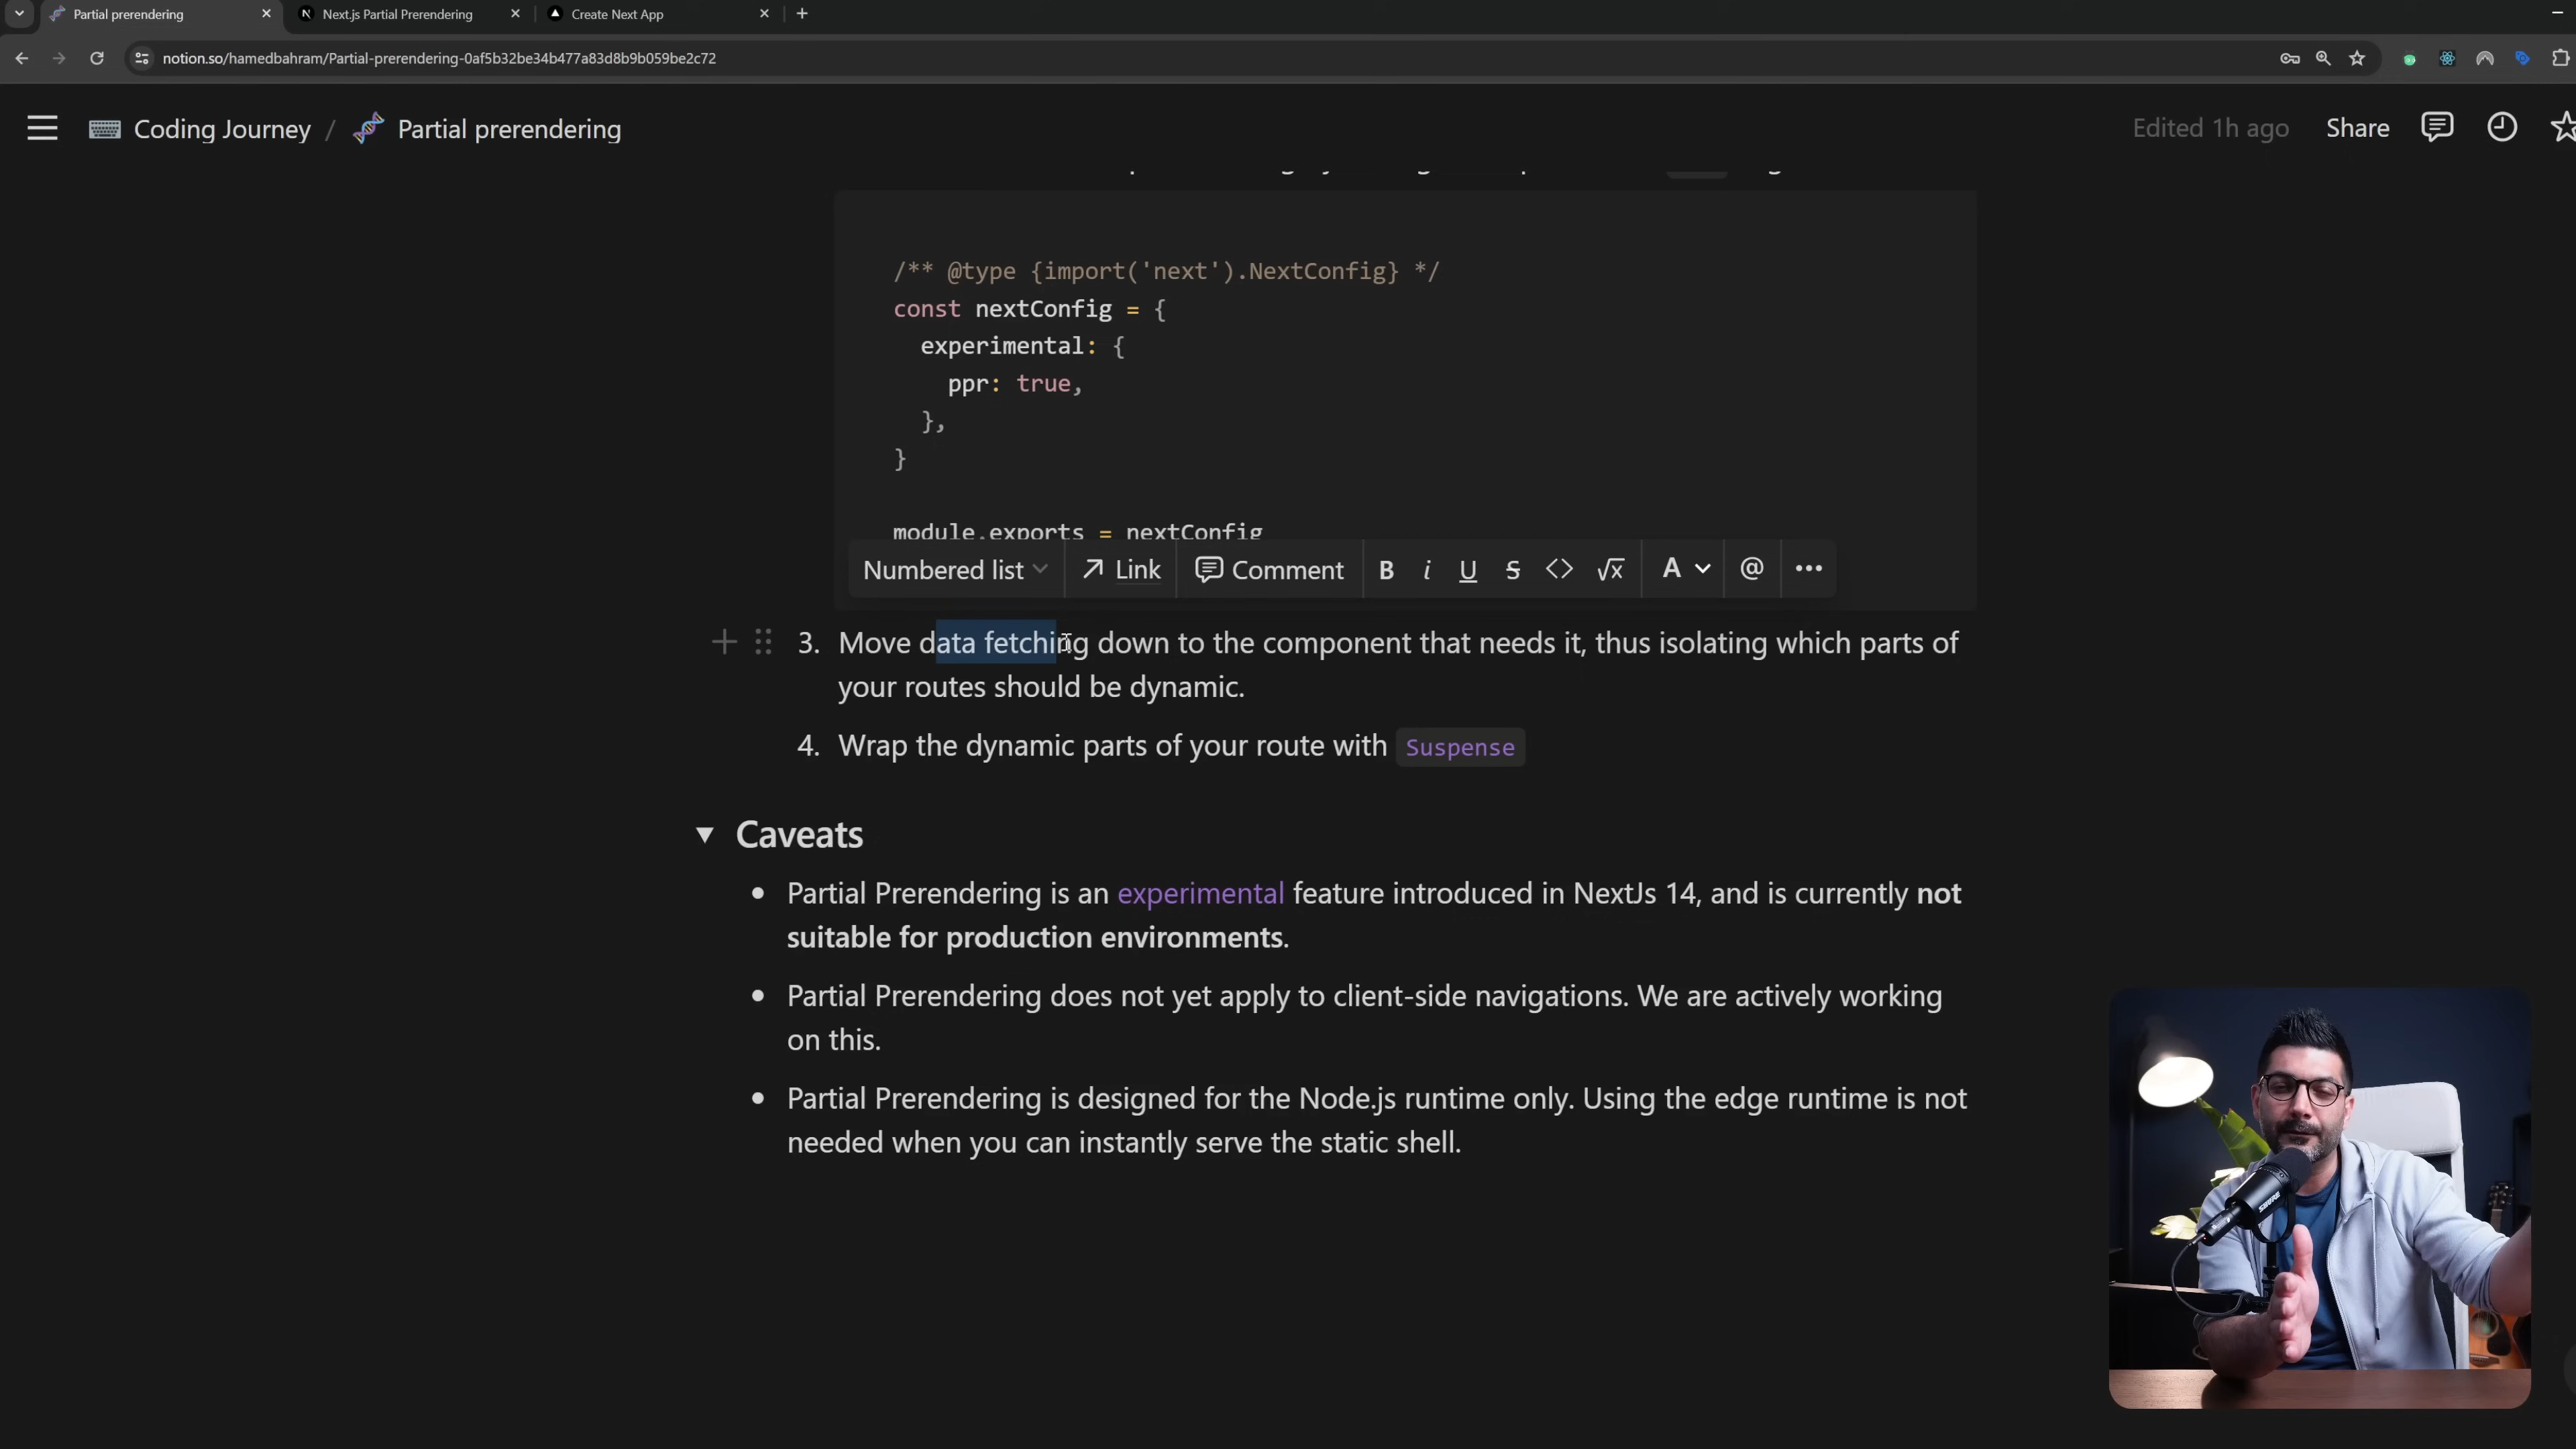 Partial prerendering
Next.js Partial Prerendering
Create Next App
notion.so/hamedbahram/Partial-prerendering-0af5b32be34b477a83d8b9b059be2c72
Coding Journey / Partial prerendering
Edited 1h ago
Share
/** @type {import('next').NextConfig} */
const nextConfig = {
experimental: {
ppr: true,
},
}
module.exports = nextConfig
Numbered list
Link
Comment
B i U S <> √x A @ •••
3. Move data fetching down to the component that needs it, thus isolating which parts of
your routes should be dynamic.
4. Wrap the dynamic parts of your route with Suspense
Caveats
• Partial Prerendering is an experimental feature introduced in NextJs 14, and is currently not
suitable for production environments.
• Partial Prerendering does not yet apply to client-side navigations. We are actively working
on this.
• Partial Prerendering is designed for the Node.js runtime only. Using the edge runtime is not
needed when you can instantly serve the static shell.
SHURE